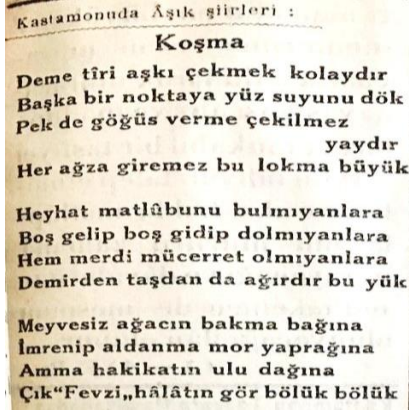 Kastamonuda Âşık şiirleri :
Koşma
Deme tîri aşkı çekmek kolaydır
Başka bir noktaya yüz suyunu dök
Pek de göğüs verme çekilmez
yaydır
Her ağza giremez bu lokma büyük
Heyhat matlûbunu bulmıyanlara
Boş gelip boş gidip dolmıyanlara
Hem merdi mücerret olmıyanlara
Demirden taşdan da ağırdır bu yük
Meyvesiz ağacın bakma bağına
İmrenip aldanma mor yaprağına
Amma hakikatın ulu dağına
Çık“Fevzi„hâlâtın gör bölük bölük